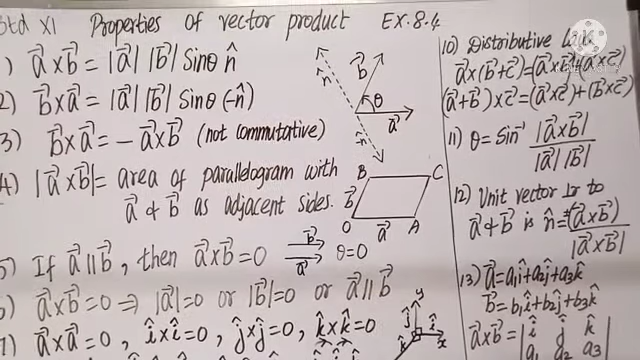 Std XI Properties of vector product EX.8.4
1) a⃗×b⃗ = |a⃗| |b⃗| Sinθ n̂
2) b⃗×a⃗ = |a⃗| |b⃗| Sinθ (-n̂)
3) b⃗×a⃗ = - a⃗×b⃗ (not commutative)
4) |a⃗×b⃗| = area of parallelogram with
a⃗ & b⃗ as adjacent sides.
5) If a⃗ ∥ b⃗, then a⃗×b⃗ = 0
6) a⃗×b⃗ = 0 ⟹ |a⃗|=0 or |b⃗|=0 or a⃗ ∥ b⃗
7) a⃗×a⃗ = 0, î×î=0, ĵ×ĵ=0, k̂×k̂=0
n̂ b⃗ θ a⃗
-n̂
B C
b⃗
O a⃗ A
b⃗
a⃗ θ=0
y
ĵ î x
10) Distributive
a⃗×(b⃗+c⃗)=(a⃗×b⃗)+(a⃗×c⃗)
(a⃗+b⃗)×c⃗=(a⃗×c⃗)+(b⃗×c⃗)
11) θ = Sin⁻¹ |a⃗×b⃗| / |a⃗| |b⃗|
12) Unit vector ⊥r to
a⃗ & b⃗ is n̂ = ±(a⃗×b⃗) / |a⃗×b⃗|
13) a⃗ = a₁î+a₂ĵ+a₃k̂
b⃗ = b₁î+b₂ĵ+b₃k̂
a⃗×b⃗ = | î ĵ k̂ |
a₁ a₂ a₃